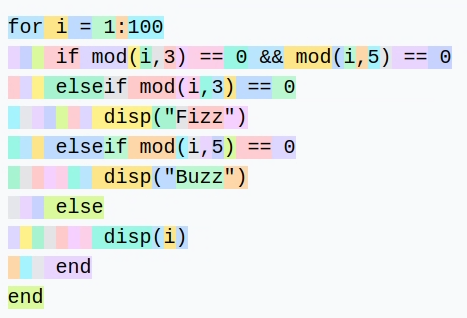 for i = 1:100
    if mod(i,3) == 0 && mod(i,5) == 0
    elseif mod(i,3) == 0
        disp("Fizz")
    elseif mod(i,5) == 0
        disp("Buzz")
    else
        disp(i)
    end
end